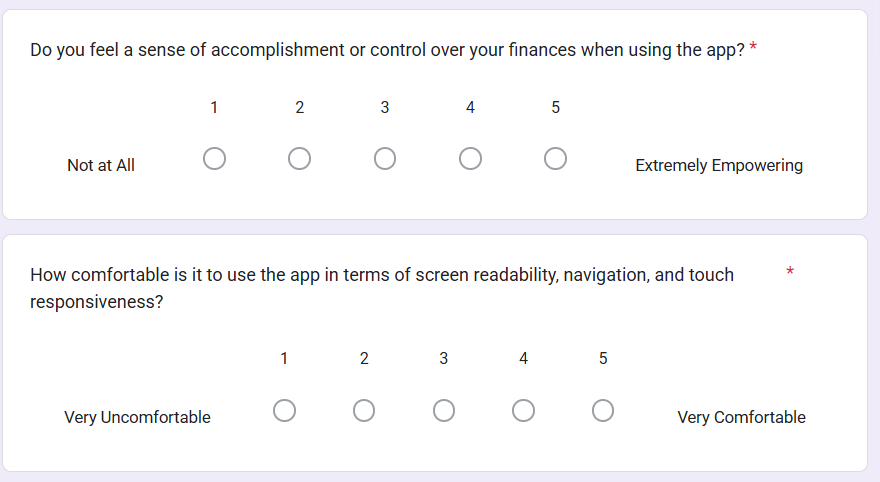 Do you feel a sense of accomplishment or control over your finances when using the app? *
1 2 3 4 5
Not at All Extremely Empowering
How comfortable is it to use the app in terms of screen readability, navigation, and touch *
responsiveness?
1 2 3 4 5
Very Uncomfortable Very Comfortable